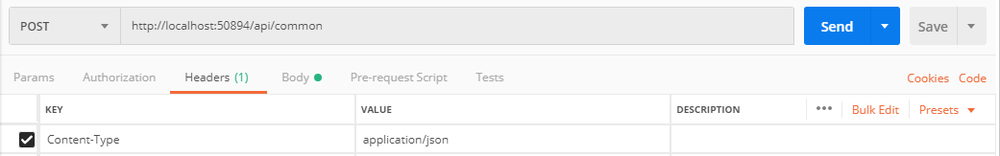 POST http://localhost:50894/api/common Send Save
Params Authorization Headers (1) Body Pre-request Script Tests Cookies Code
KEY VALUE DESCRIPTION ••• Bulk Edit Presets
Content-Type application/json